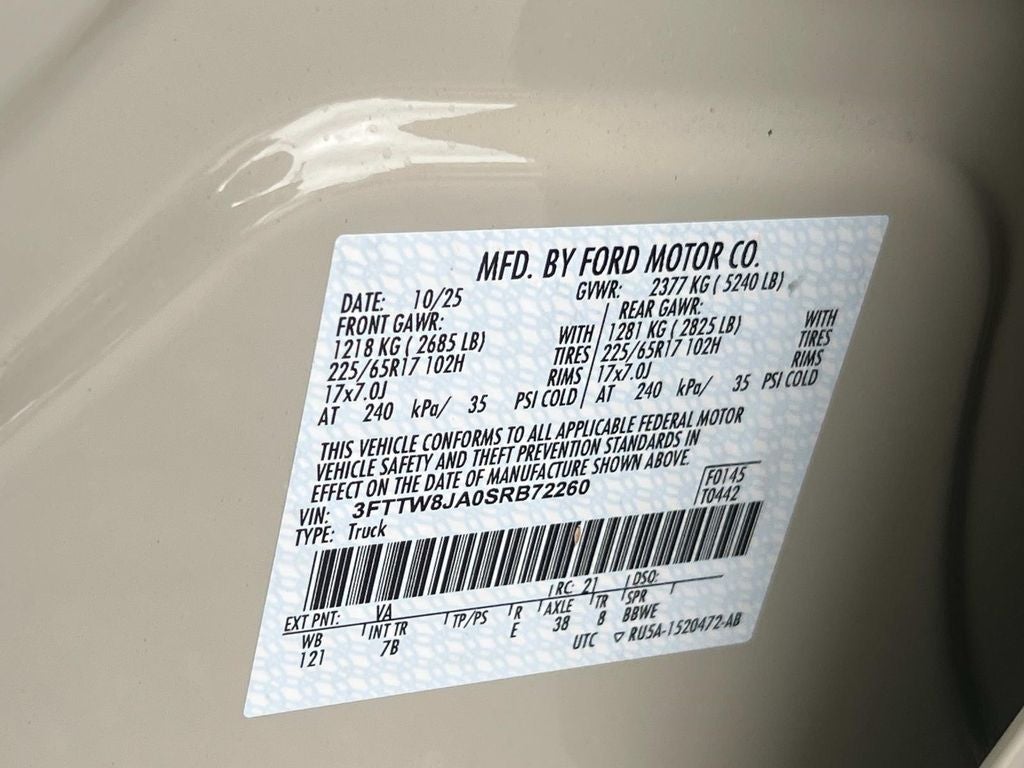 MFD. BY FORD MOTOR CO.
DATE: 10/25 GVWR: 2377 KG ( 5240 LB)
FRONT GAWR: REAR GAWR:
1218 KG ( 2685 LB) WITH 1281 KG ( 2825 LB) WITH
225/65R17 102H TIRES 225/65R17 102H TIRES
17x7.0J RIMS 17x7.0J RIMS
AT 240 kPa/ 35 PSI COLD AT 240 kPa/ 35 PSI COLD
THIS VEHICLE CONFORMS TO ALL APPLICABLE FEDERAL MOTOR
VEHICLE SAFETY AND THEFT PREVENTION STANDARDS IN
EFFECT ON THE DATE OF MANUFACTURE SHOWN ABOVE.
VIN: 3FTTW8JA0SRB72260 F0145
TYPE: Truck T0442
EXT PNT: VA RC: 21 DSO:
WB INT TR TP/PS R AXLE TR SPR
121 7B E 38 8 BBWE
UTC RU5A-1520472-AB